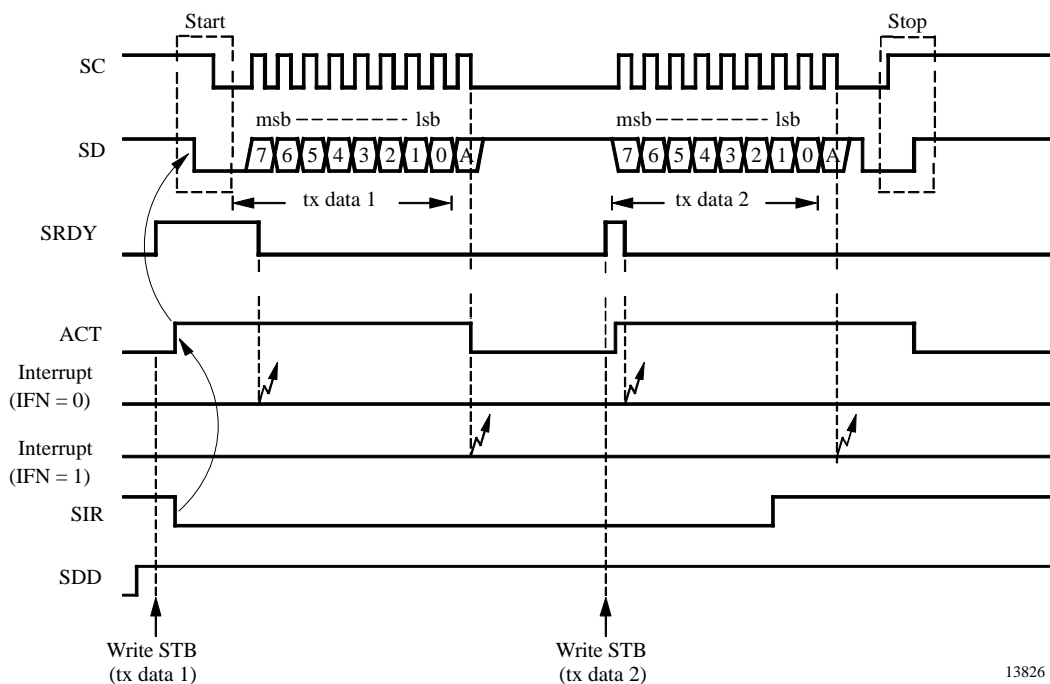 Start
Stop
SC
msb
lsb
msb
lsb
SD
7 6 5 4 3 2 1 0 A
7 6 5 4 3 2 1 0 A
tx data 1
tx data 2
SRDY
ACT
Interrupt
(IFN = 0)
Interrupt
(IFN = 1)
SIR
SDD
Write STB
(tx data 1)
Write STB
(tx data 2)
13826